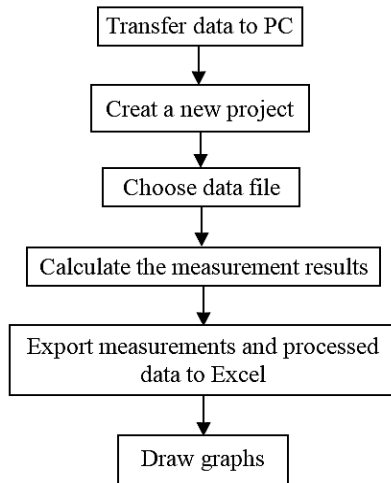 Transfer data to PC
Creat a new project
Choose data file
Calculate the measurement results
Export measurements and processed
data to Excel
Draw graphs